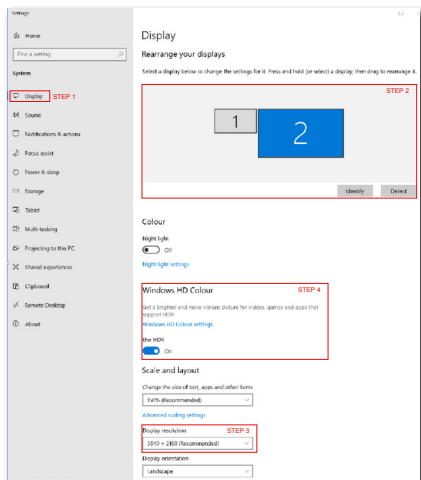 Settings
Home
Find a setting
System
Display STEP 1
Sound
Notifications & actions
Focus assist
Power & sleep
Storage
Tablet
Multi-tasking
Projecting to this PC
Shared experiences
Clipboard
Remote Desktop
About
Display
Rearrange your displays
Select a display below to change the settings for it. Press and hold (or select) a display, then drag to rearrange it.
STEP 2
1 2
Identify Detect
Colour
Night light
Off
Night light settings
Windows HD Colour STEP 4
Get a brighter and more vibrant picture for videos, games and apps that
support HDR.
Windows HD Colour settings
Use HDR
On
Scale and layout
Change the size of text, apps and other items
(Recommended)
Advanced scaling settings
Display resolution STEP 3
3840 × 2160 (Recommended)
Display orientation
Landscape